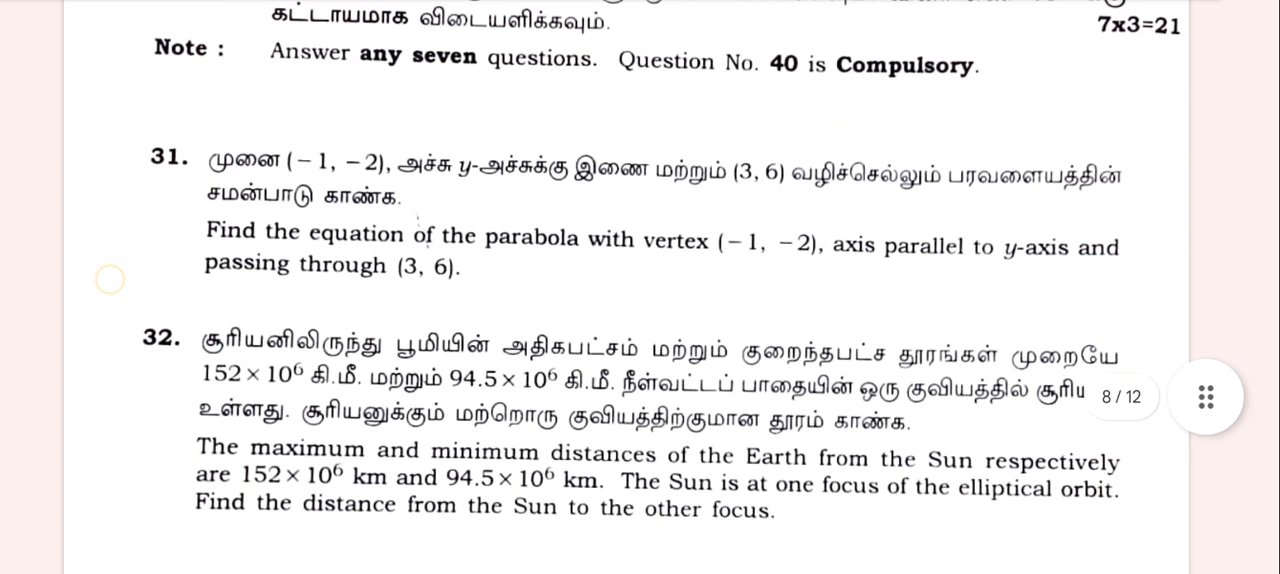 கட்டாயமாக விடையளிக்கவும்.
7x3=21
Note : Answer any seven questions. Question No. 40 is Compulsory.
31. முனை (– 1, – 2), அச்சு y-அச்சுக்கு இணை மற்றும் (3, 6) வழிச்செல்லும் பரவளையத்தின்
சமன்பாடு காண்க.
Find the equation of the parabola with vertex (– 1, – 2), axis parallel to y-axis and
passing through (3, 6).
32. சூரியனிலிருந்து பூமியின் அதிகபட்சம் மற்றும் குறைந்தபட்ச தூரங்கள் முறையே
152 × 10⁶ கி.மீ. மற்றும் 94.5 × 10⁶ கி.மீ. நீள்வட்டப் பாதையின் ஒரு குவியத்தில்
8 / 12
உள்ளது. சூரியனுக்கும் மற்றொரு குவியத்திற்குமான தூரம் காண்க.
The maximum and minimum distances of the Earth from the Sun respectively
are 152 × 10⁶ km and 94.5 × 10⁶ km. The Sun is at one focus of the elliptical orbit.
Find the distance from the Sun to the other focus.